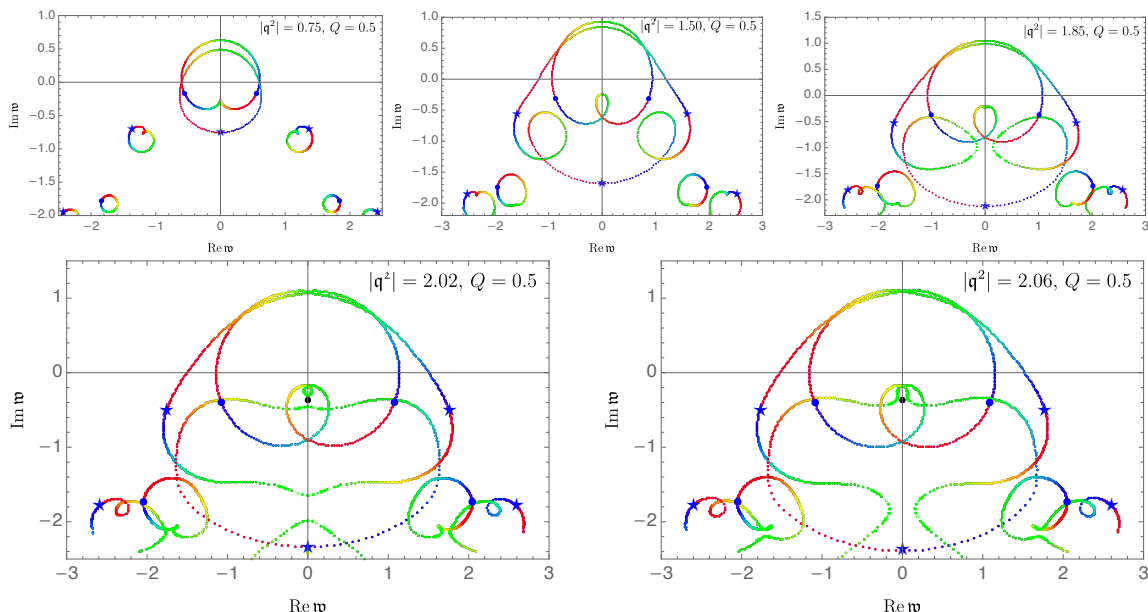 |𝔮²| = 0.75, Q = 0.5
1.0
0.5
0.0
−0.5
−1.0
−1.5
−2.0
Im 𝔴
−2 −1 0 1 2
Re 𝔴
|𝔮²| = 1.50, Q = 0.5
1.0
0.5
0.0
−0.5
−1.0
−1.5
−2.0
Im 𝔴
−3 −2 −1 0 1 2 3
Re 𝔴
|𝔮²| = 1.85, Q = 0.5
1.5
1.0
0.5
0.0
−0.5
−1.0
−1.5
−2.0
Im 𝔴
−3 −2 −1 0 1 2 3
Re 𝔴
|𝔮²| = 2.02, Q = 0.5
1
0
−1
−2
Im 𝔴
−3 −2 −1 0 1 2 3
Re 𝔴
|𝔮²| = 2.06, Q = 0.5
1
0
−1
−2
Im 𝔴
−3 −2 −1 0 1 2 3
Re 𝔴